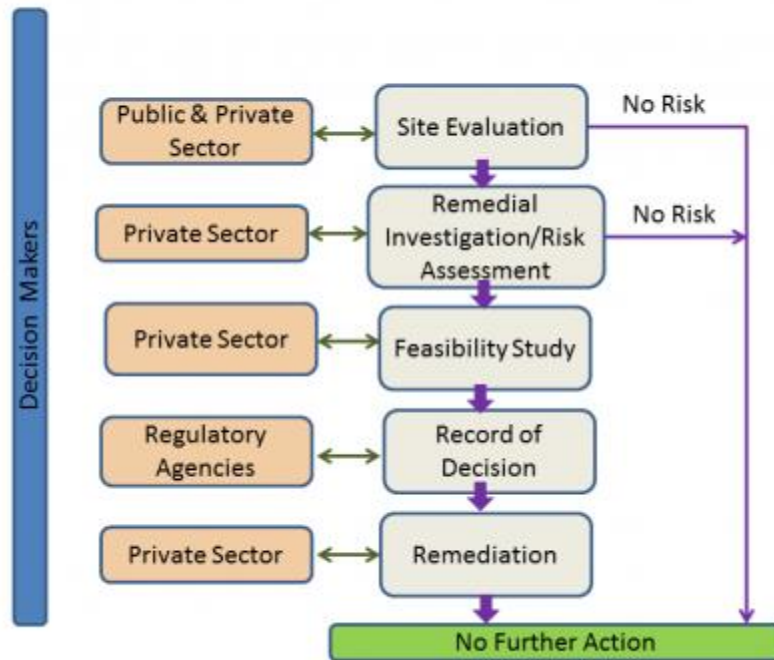 Decision Makers
Public & Private
Sector
Site Evaluation
No Risk
Private Sector
Remedial
Investigation/Risk
Assessment
No Risk
Private Sector
Feasibility Study
Regulatory
Agencies
Record of
Decision
Private Sector
Remediation
No Further Action